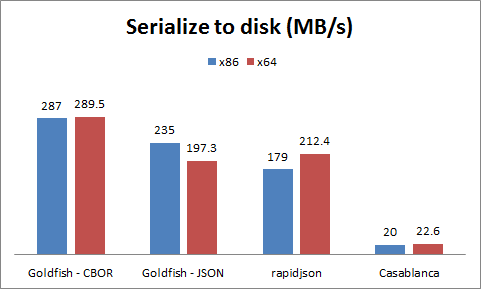 Serialize to disk (MB/s)
x86 x64
287 289.5 235 197.3 179 212.4 20 22.6
Goldfish - CBOR Goldfish - JSON rapidjson Casablanca